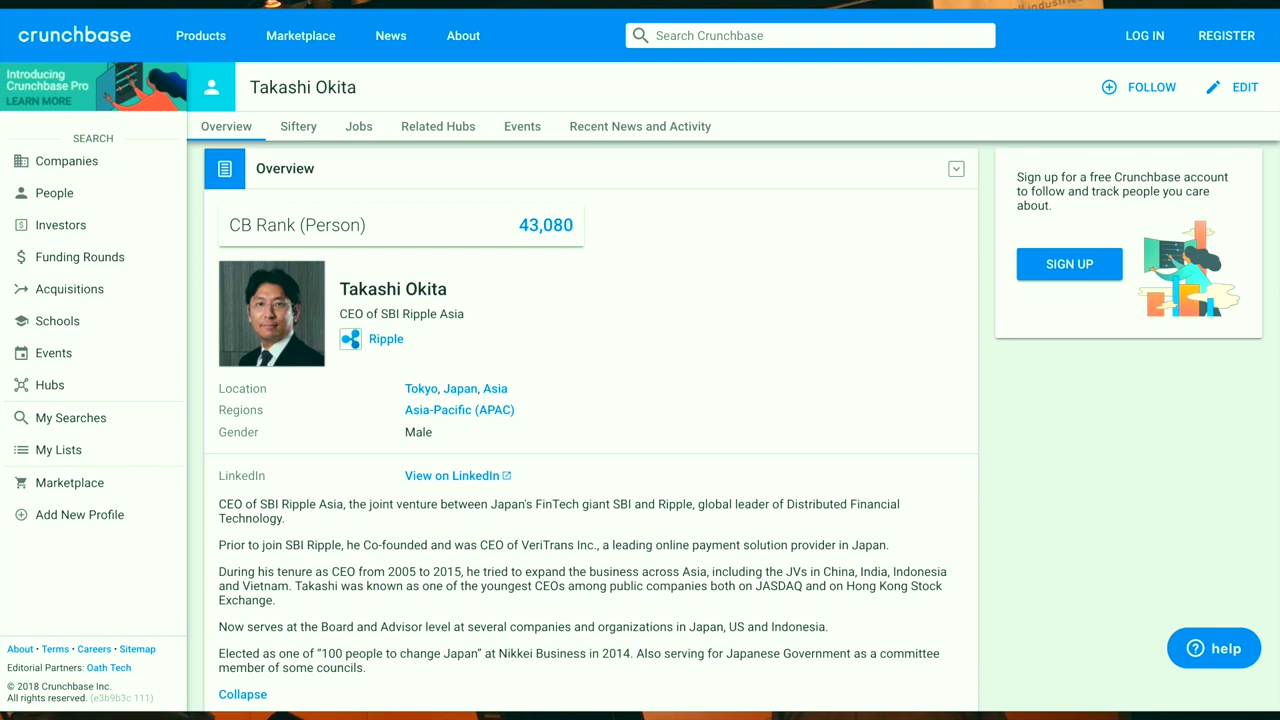 all industries
crunchbase
Products
Marketplace
News
About
Search Crunchbase
LOG IN
REGISTER
Introducing
Crunchbase Pro
LEARN MORE
Takashi Okita
FOLLOW
EDIT
Overview
Siftery
Jobs
Related Hubs
Events
Recent News and Activity
SEARCH
Companies
People
Investors
Funding Rounds
Acquisitions
Schools
Events
Hubs
My Searches
My Lists
Marketplace
Add New Profile
About • Terms • Careers • Sitemap
Editorial Partners: Oath Tech
© 2018 Crunchbase Inc.
All rights reserved. (e3b9b3c 111)
Overview
CB Rank (Person)
43,080
Takashi Okita
CEO of SBI Ripple Asia
Ripple
Location
Tokyo, Japan, Asia
Regions
Asia-Pacific (APAC)
Gender
Male
LinkedIn
View on LinkedIn
CEO of SBI Ripple Asia, the joint venture between Japan's FinTech giant SBI and Ripple, global leader of Distributed Financial
Technology.
Prior to join SBI Ripple, he Co-founded and was CEO of VeriTrans Inc., a leading online payment solution provider in Japan.
During his tenure as CEO from 2005 to 2015, he tried to expand the business across Asia, including the JVs in China, India, Indonesia
and Vietnam. Takashi was known as one of the youngest CEOs among public companies both on JASDAQ and on Hong Kong Stock
Exchange.
Now serves at the Board and Advisor level at several companies and organizations in Japan, US and Indonesia.
Elected as one of “100 people to change Japan” at Nikkei Business in 2014. Also serving for Japanese Government as a committee
member of some councils.
Collapse
Sign up for a free Crunchbase account
to follow and track people you care
about.
SIGN UP
help